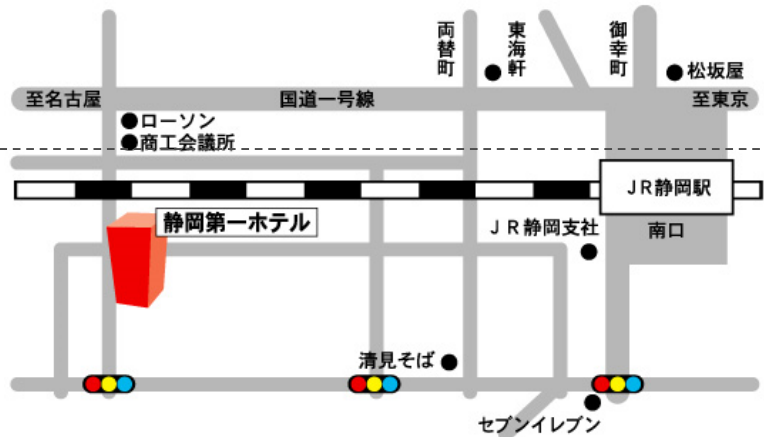 両替町
東海軒
御幸町
松坂屋
至名古屋
国道一号線
至東京
ローソン
商工会議所
JR静岡駅
静岡第一ホテル
JR静岡支社
南口
清見そば
セブンイレブン